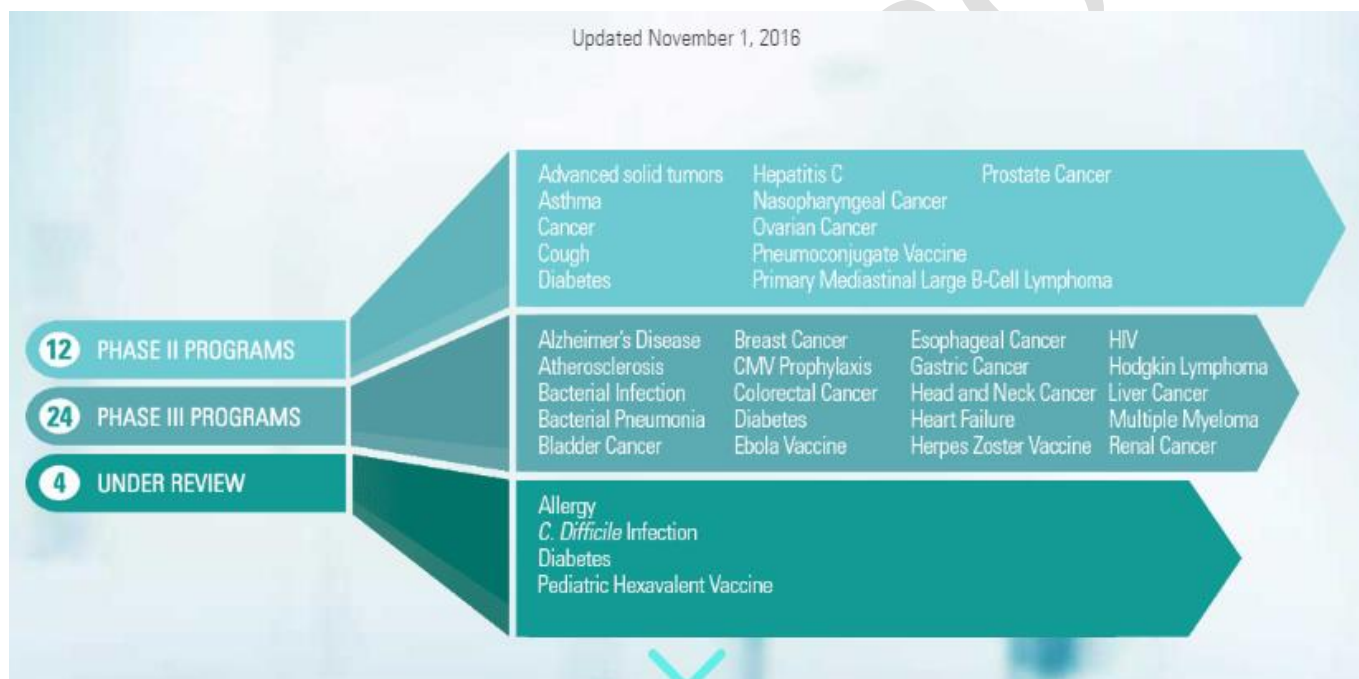 Updated November 1, 2016
12 PHASE II PROGRAMS
Advanced solid tumors
Asthma
Cancer
Cough
Diabetes
Hepatitis C
Nasopharyngeal Cancer
Ovarian Cancer
Pneumoconjugate Vaccine
Primary Mediastinal Large B-Cell Lymphoma
Prostate Cancer
24 PHASE III PROGRAMS
Alzheimer's Disease
Atherosclerosis
Bacterial Infection
Bacterial Pneumonia
Bladder Cancer
Breast Cancer
CMV Prophylaxis
Colorectal Cancer
Diabetes
Ebola Vaccine
Esophageal Cancer
Gastric Cancer
Head and Neck Cancer
Heart Failure
Herpes Zoster Vaccine
HIV
Hodgkin Lymphoma
Liver Cancer
Multiple Myeloma
Renal Cancer
4 UNDER REVIEW
Allergy
C. Difficile Infection
Diabetes
Pediatric Hexavalent Vaccine